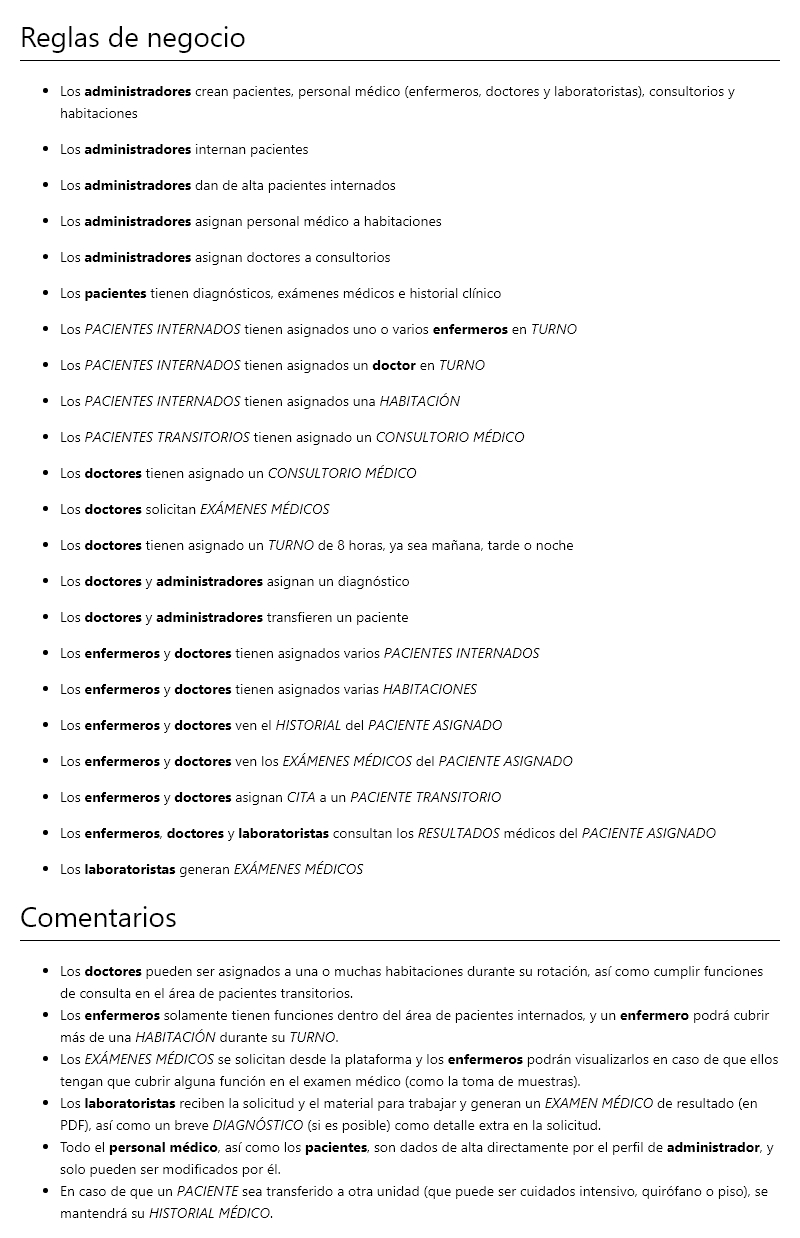 Reglas de negocio
Los administradores crean pacientes, personal médico (enfermeros, doctores y laboratoristas), consultorios y
habitaciones
Los administradores internan pacientes
Los administradores dan de alta pacientes internados
Los administradores asignan personal médico a habitaciones
Los administradores asignan doctores a consultorios
Los pacientes tienen diagnósticos, exámenes médicos e historial clínico
Los PACIENTES INTERNADOS tienen asignados uno o varios enfermeros en TURNO
Los PACIENTES INTERNADOS tienen asignados un doctor en TURNO
Los PACIENTES INTERNADOS tienen asignados una HABITACIÓN
Los PACIENTES TRANSITORIOS tienen asignado un CONSULTORIO MÉDICO
Los doctores tienen asignado un CONSULTORIO MÉDICO
Los doctores solicitan EXÁMENES MÉDICOS
Los doctores tienen asignado un TURNO de 8 horas, ya sea mañana, tarde o noche
Los doctores y administradores asignan un diagnóstico
Los doctores y administradores transfieren un paciente
Los enfermeros y doctores tienen asignados varios PACIENTES INTERNADOS
Los enfermeros y doctores tienen asignados varias HABITACIONES
Los enfermeros y doctores ven el HISTORIAL del PACIENTE ASIGNADO
Los enfermeros y doctores ven los EXÁMENES MÉDICOS del PACIENTE ASIGNADO
Los enfermeros y doctores asignan CITA a un PACIENTE TRANSITORIO
Los enfermeros, doctores y laboratoristas consultan los RESULTADOS médicos del PACIENTE ASIGNADO
Los laboratoristas generan EXÁMENES MÉDICOS
Comentarios
Los doctores pueden ser asignados a una o muchas habitaciones durante su rotación, así como cumplir funciones
de consulta en el área de pacientes transitorios.
Los enfermeros solamente tienen funciones dentro del área de pacientes internados, y un enfermero podrá cubrir
más de una HABITACIÓN durante su TURNO.
Los EXÁMENES MÉDICOS se solicitan desde la plataforma y los enfermeros podrán visualizarlos en caso de que ellos
tengan que cubrir alguna función en el examen médico (como la toma de muestras).
Los laboratoristas reciben la solicitud y el material para trabajar y generan un EXAMEN MÉDICO de resultado (en
PDF), así como un breve DIAGNÓSTICO (si es posible) como detalle extra en la solicitud.
Todo el personal médico, así como los pacientes, son dados de alta directamente por el perfil de administrador, y
solo pueden ser modificados por él.
En caso de que un PACIENTE sea transferido a otra unidad (que puede ser cuidados intensivo, quirófano o piso), se
mantendrá su HISTORIAL MÉDICO.